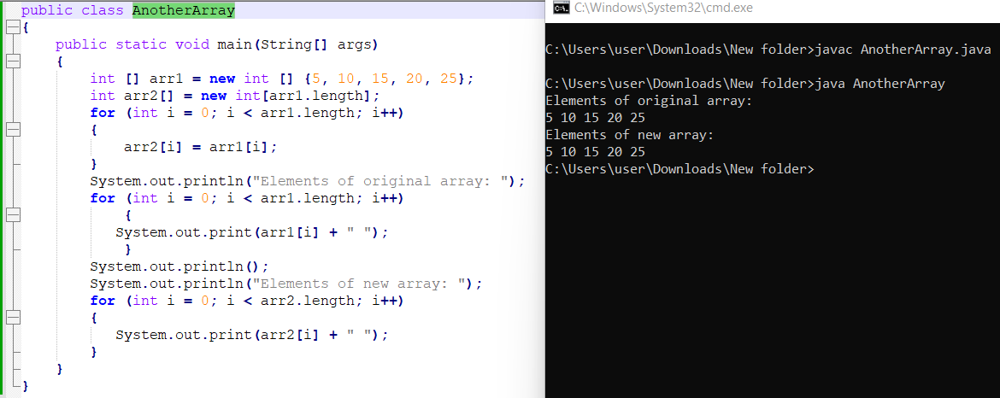 public class AnotherArray
{
public static void main(String[] args)
{
int [] arr1 = new int [] {5, 10, 15, 20, 25};
int arr2[] = new int[arr1.length];
for (int i = 0; i < arr1.length; i++)
{
arr2[i] = arr1[i];
}
System.out.println("Elements of original array: ");
for (int i = 0; i < arr1.length; i++)
{
System.out.print(arr1[i] + " ");
}
System.out.println();
System.out.println("Elements of new array: ");
for (int i = 0; i < arr2.length; i++)
{
System.out.print(arr2[i] + " ");
}
}
}
C:\Windows\System32\cmd.exe
C:\Users\user\Downloads\New folder>javac AnotherArray.java
C:\Users\user\Downloads\New folder>java AnotherArray
Elements of original array:
5 10 15 20 25
Elements of new array:
5 10 15 20 25
C:\Users\user\Downloads\New folder>